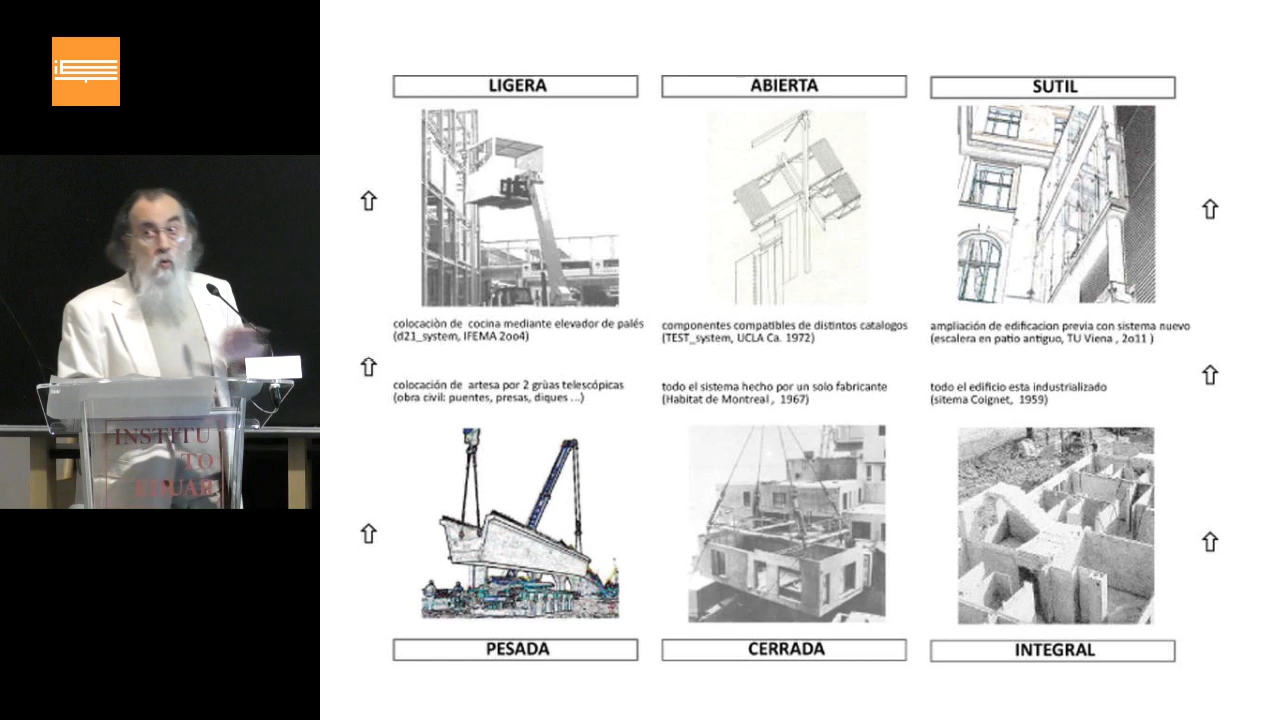 LIGERA
ABIERTA
SUTIL
colocaciòn de cocina mediante elevador de palés
(d21_system, IFEMA 2oo4)
componentes compatibles de distintos catalogos
(TEST_system, UCLA Ca. 1972)
ampliación de edificacion previa con sistema nuevo
(escalera en patio antiguo, TU Viena , 2o11 )
colocación de artesa por 2 grùas telescópicas
(obra civil: puentes, presas, diques ...)
todo el sistema hecho por un solo fabricante
(Habitat de Montreal , 1967)
todo el edificio esta industrializado
(sitema Coignet, 1959)
PESADA
CERRADA
INTEGRAL
INSTITU
TO
EDUAR